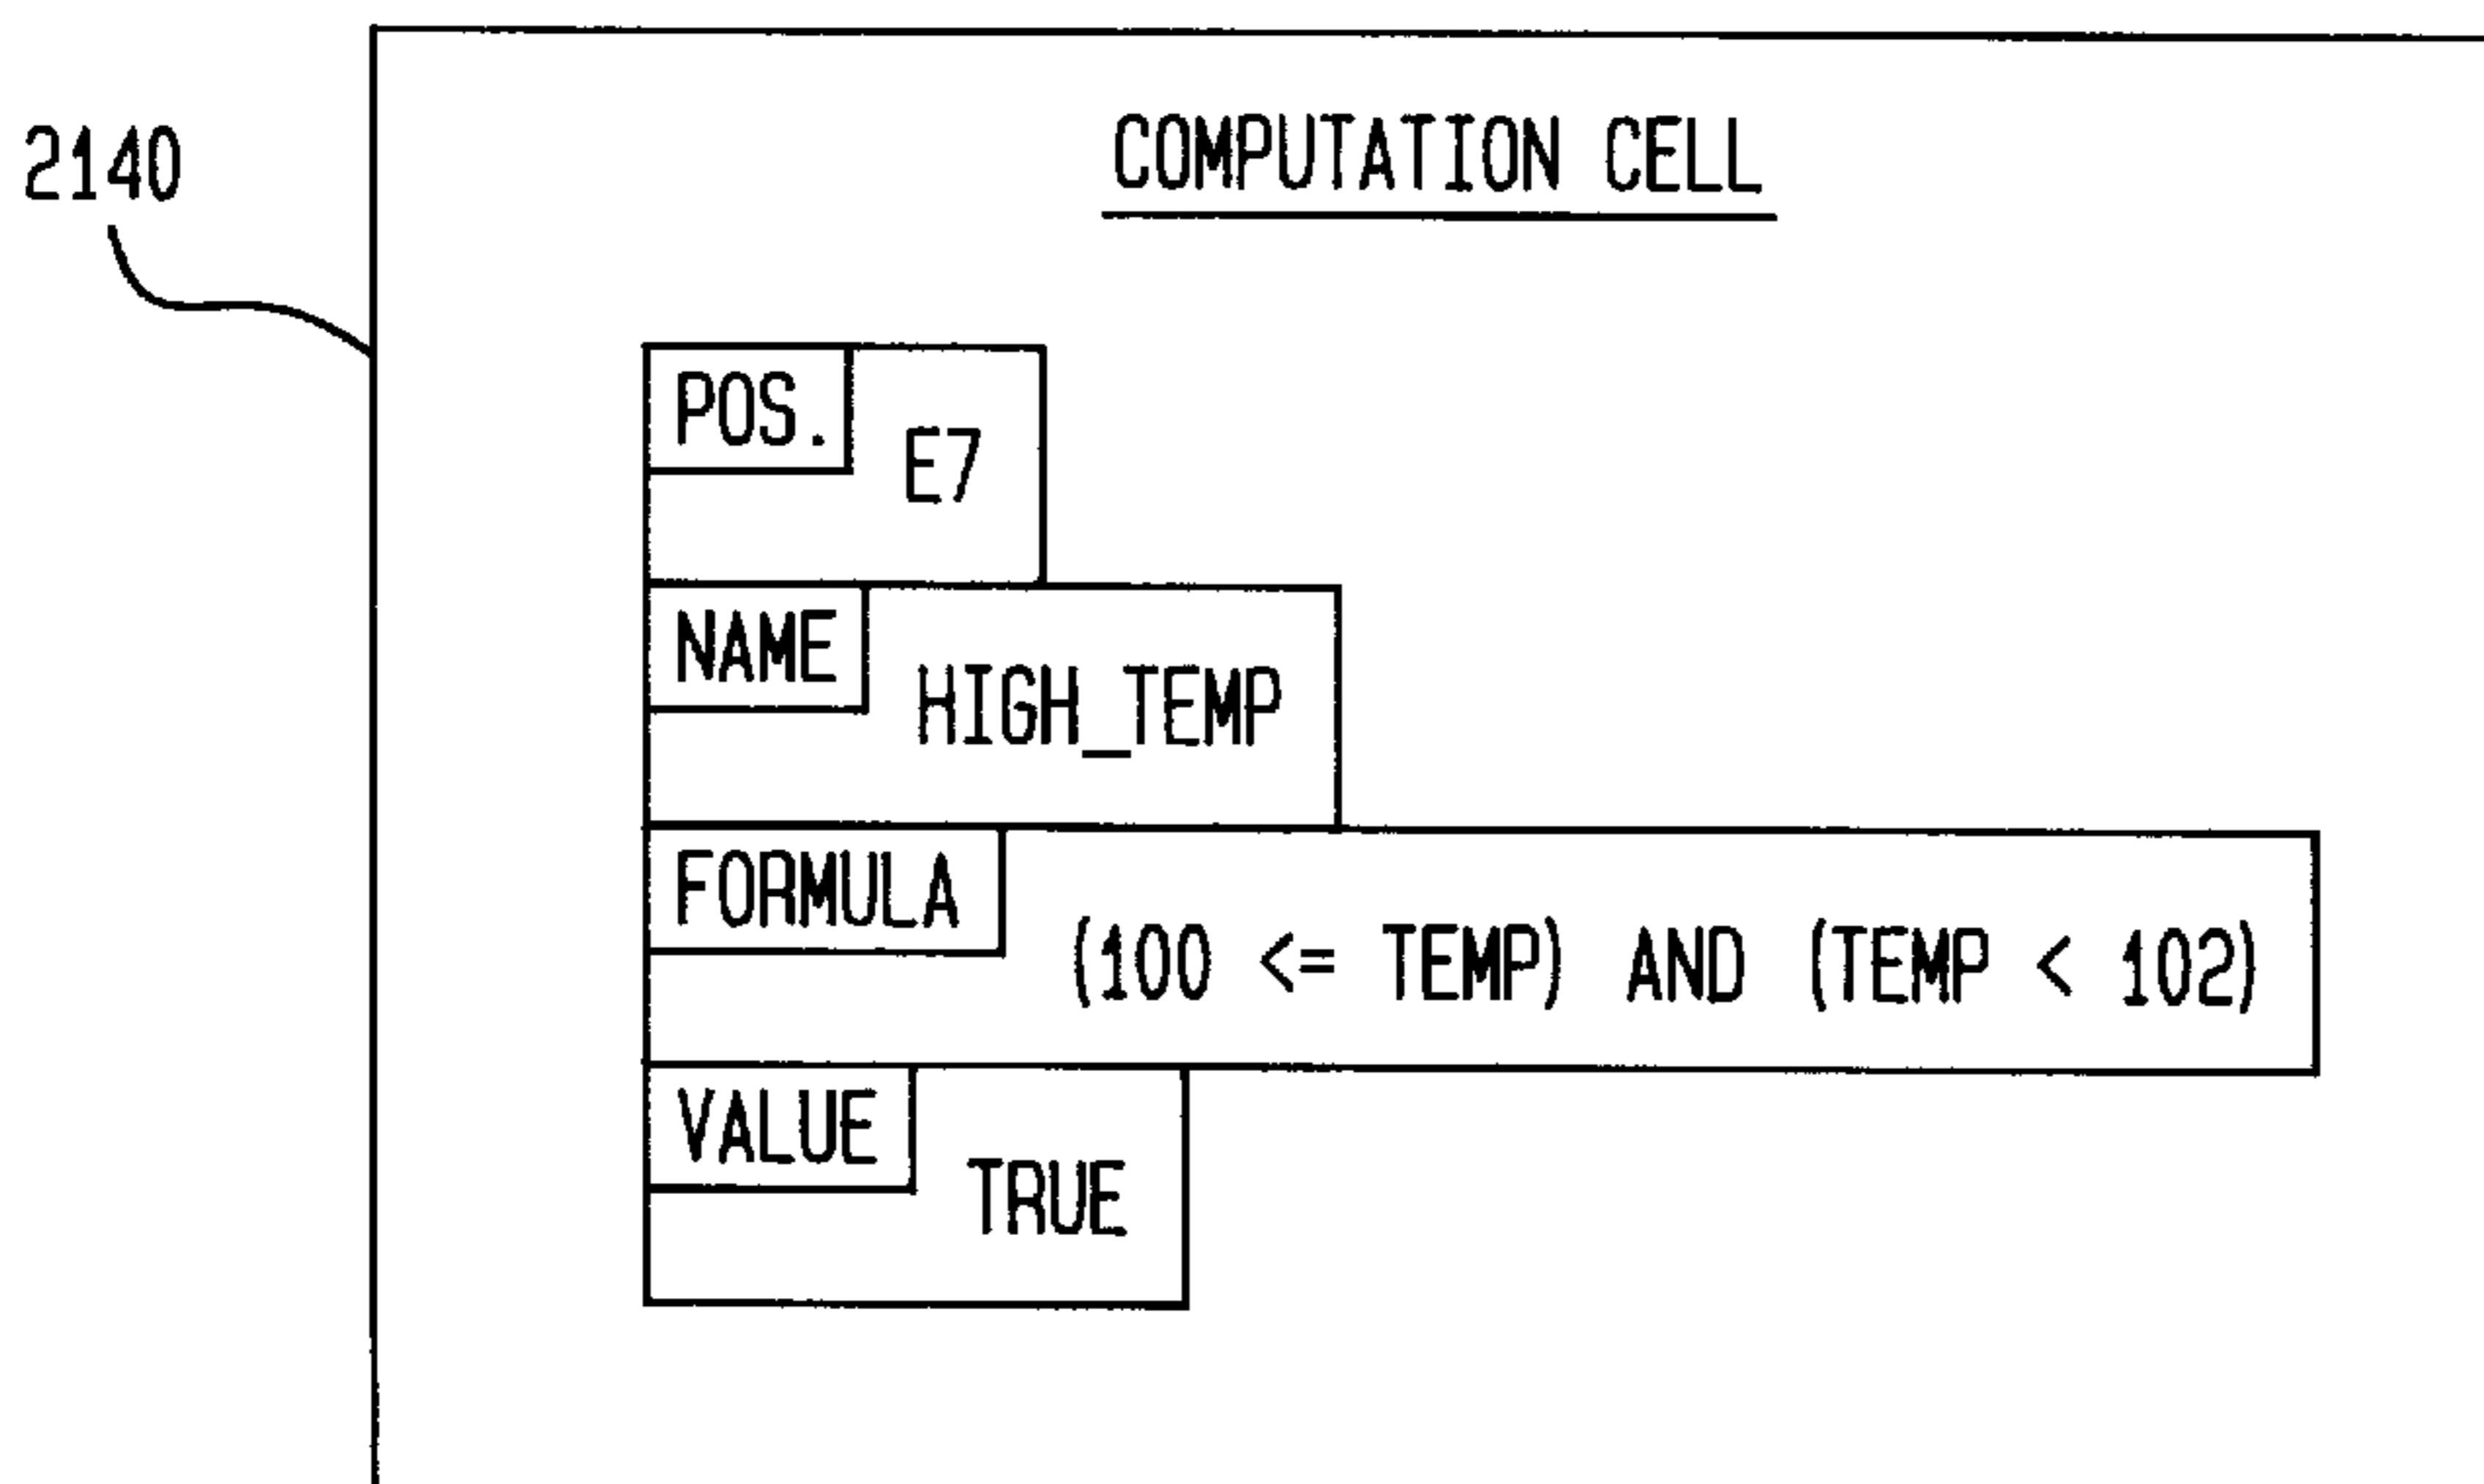 COMPUTATION CELL
2140
POS.
E7
NAME
HIGH_TEMP
FORMULA
(100 <= TEMP) AND (TEMP < 102)
VALUE
TRUE